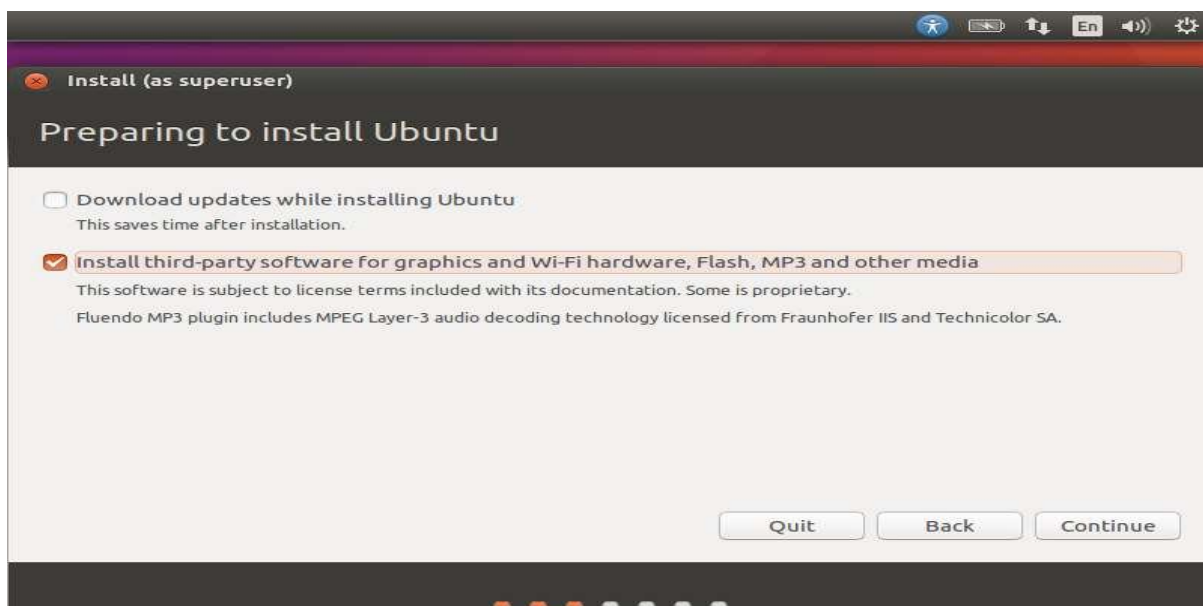 En
Install (as superuser)
Preparing to install Ubuntu
Download updates while installing Ubuntu
This saves time after installation.
Install third-party software for graphics and Wi-Fi hardware, Flash, MP3 and other media
This software is subject to license terms included with its documentation. Some is proprietary.
Fluendo MP3 plugin includes MPEG Layer-3 audio decoding technology licensed from Fraunhofer IIS and Technicolor SA.
Quit
Back
Continue